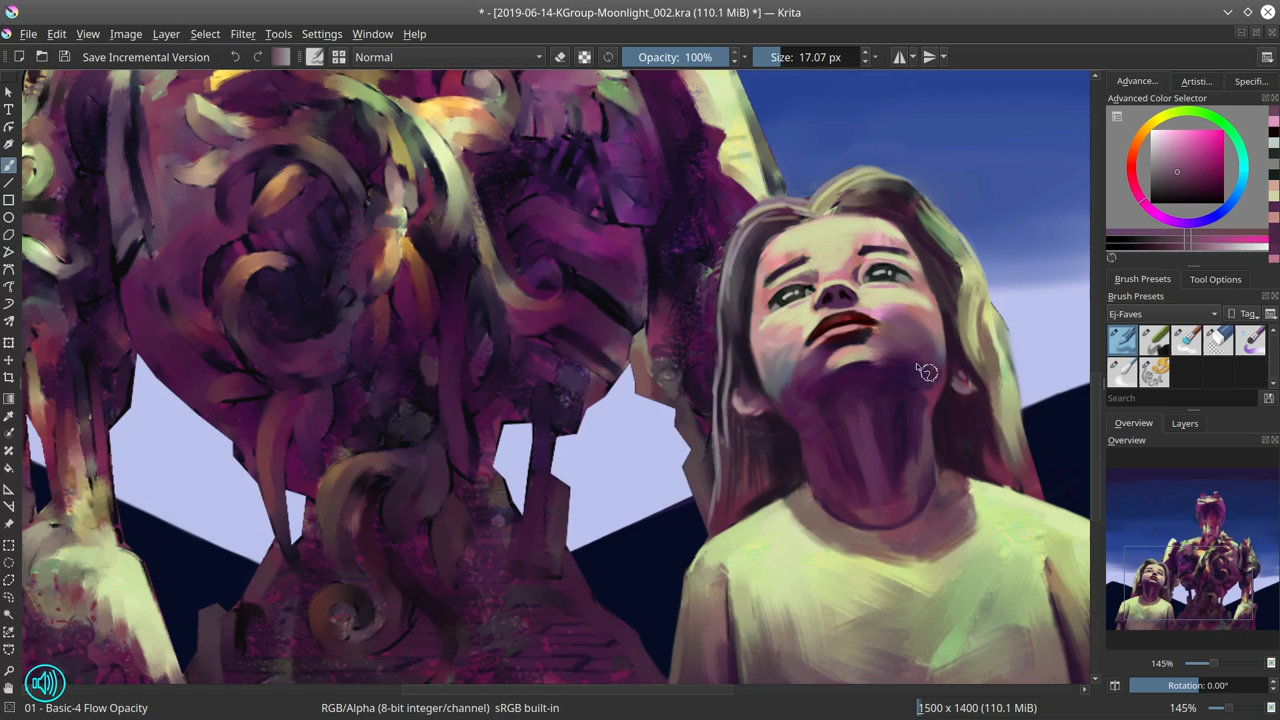 * - [2019-06-14-KGroup-Moonlight_002.kra (110.1 MiB) *] — Krita
File Edit View Image Layer Select Filter Tools Settings Window Help
Save Incremental Version Normal Opacity: 100% Size: 17.07 px
Advance... Artisti... Specifi...
Advanced Color Selector
Brush Presets Tool Options
Brush Presets
Ej-Faves Tag
Search
Overview Layers
Overview
145%
Rotation: 0.00°
01 - Basic-4 Flow Opacity RGB/Alpha (8-bit integer/channel) sRGB built-in 1500 x 1400 (110.1 MiB) 145%